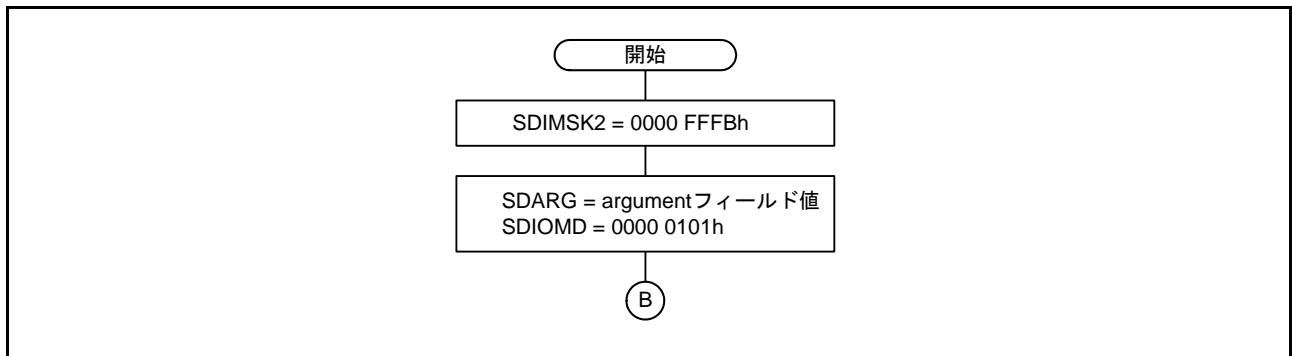 開始
SDIMSK2 = 0000 FFFBh
SDARG = argumentフィールド値
SDIOMD = 0000 0101h
B